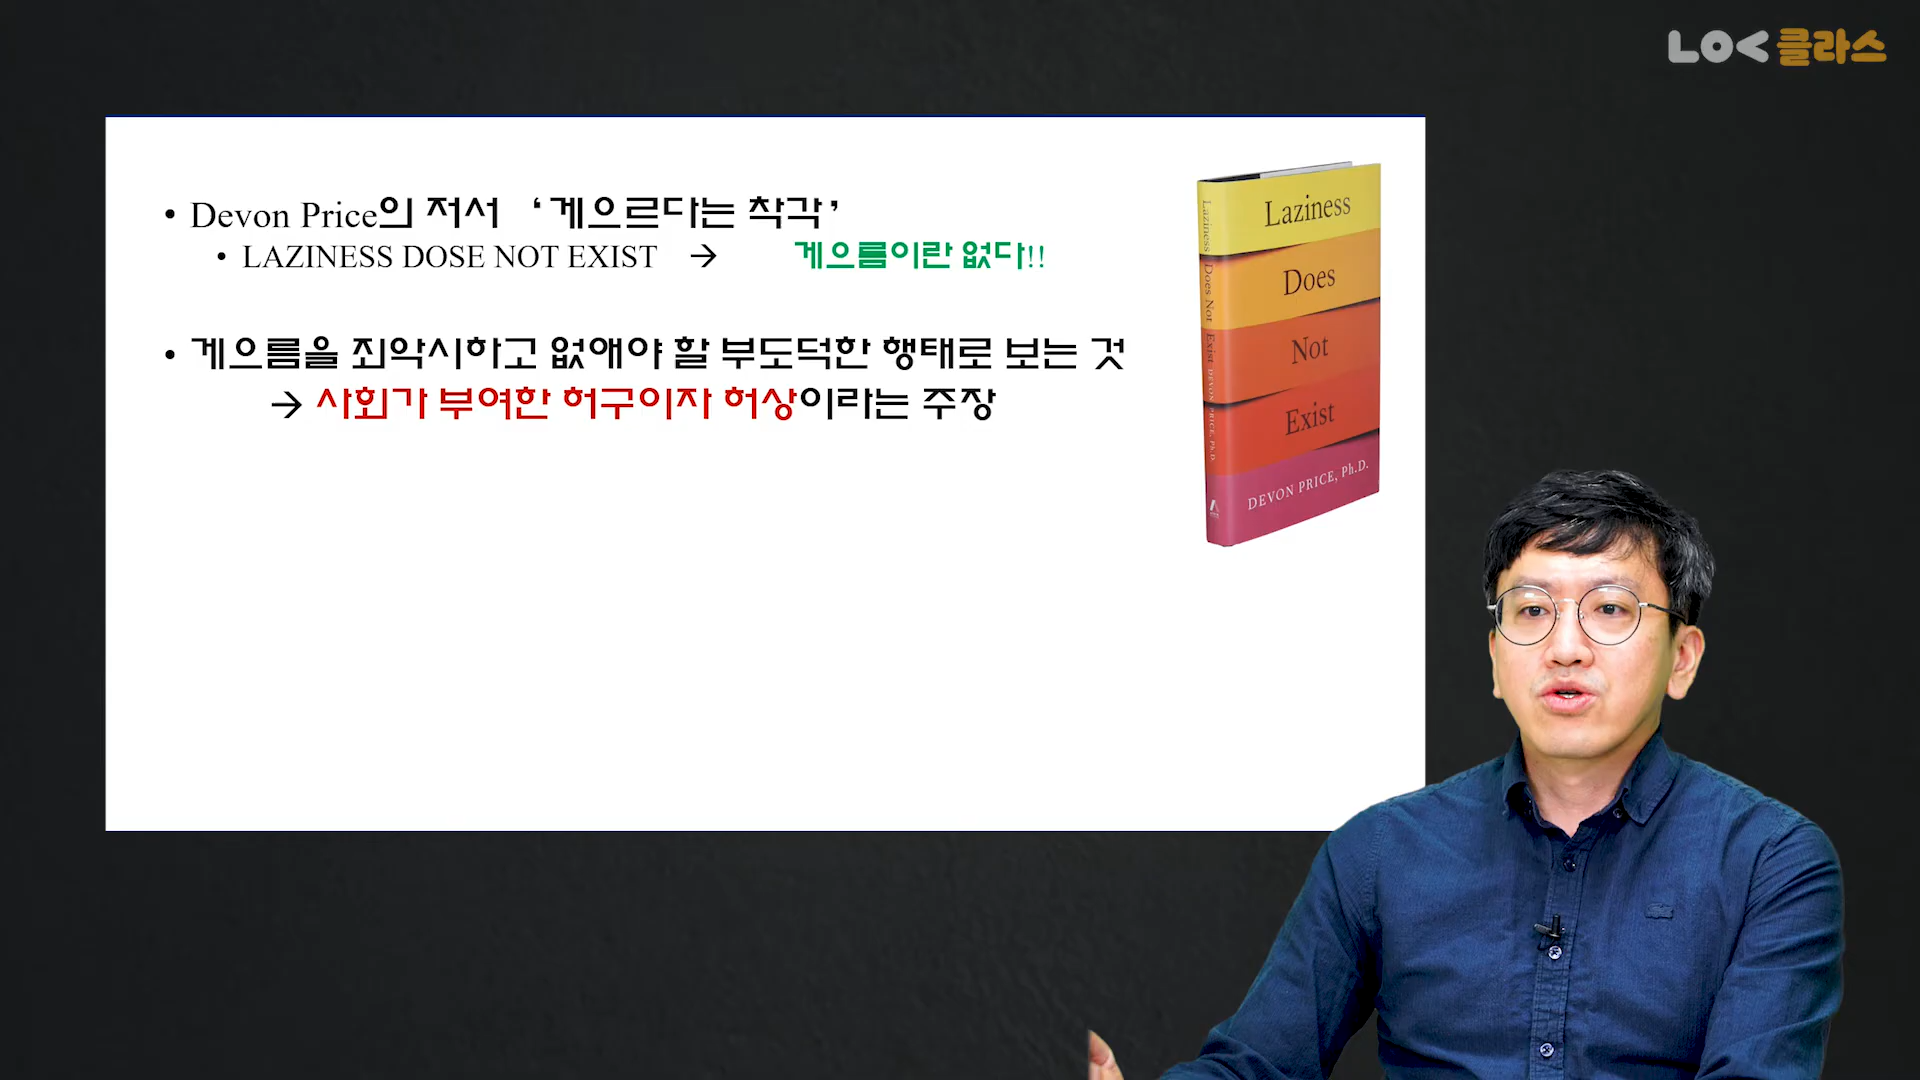 LOC 클라스
• Devon Price의 저서 ‘게으르다는 착각’
• LAZINESS DOSE NOT EXIST → 게으름이란 없다!!
• 게으름을 죄악시하고 없애야 할 부도덕한 행태로 보는 것
→ 사회가 부여한 허구이자 허상이라는 주장
Laziness
Does
Not
Exist
DEVON PRICE, Ph.D.
Laziness Does Not Exist DEVON PRICE, Ph.D.